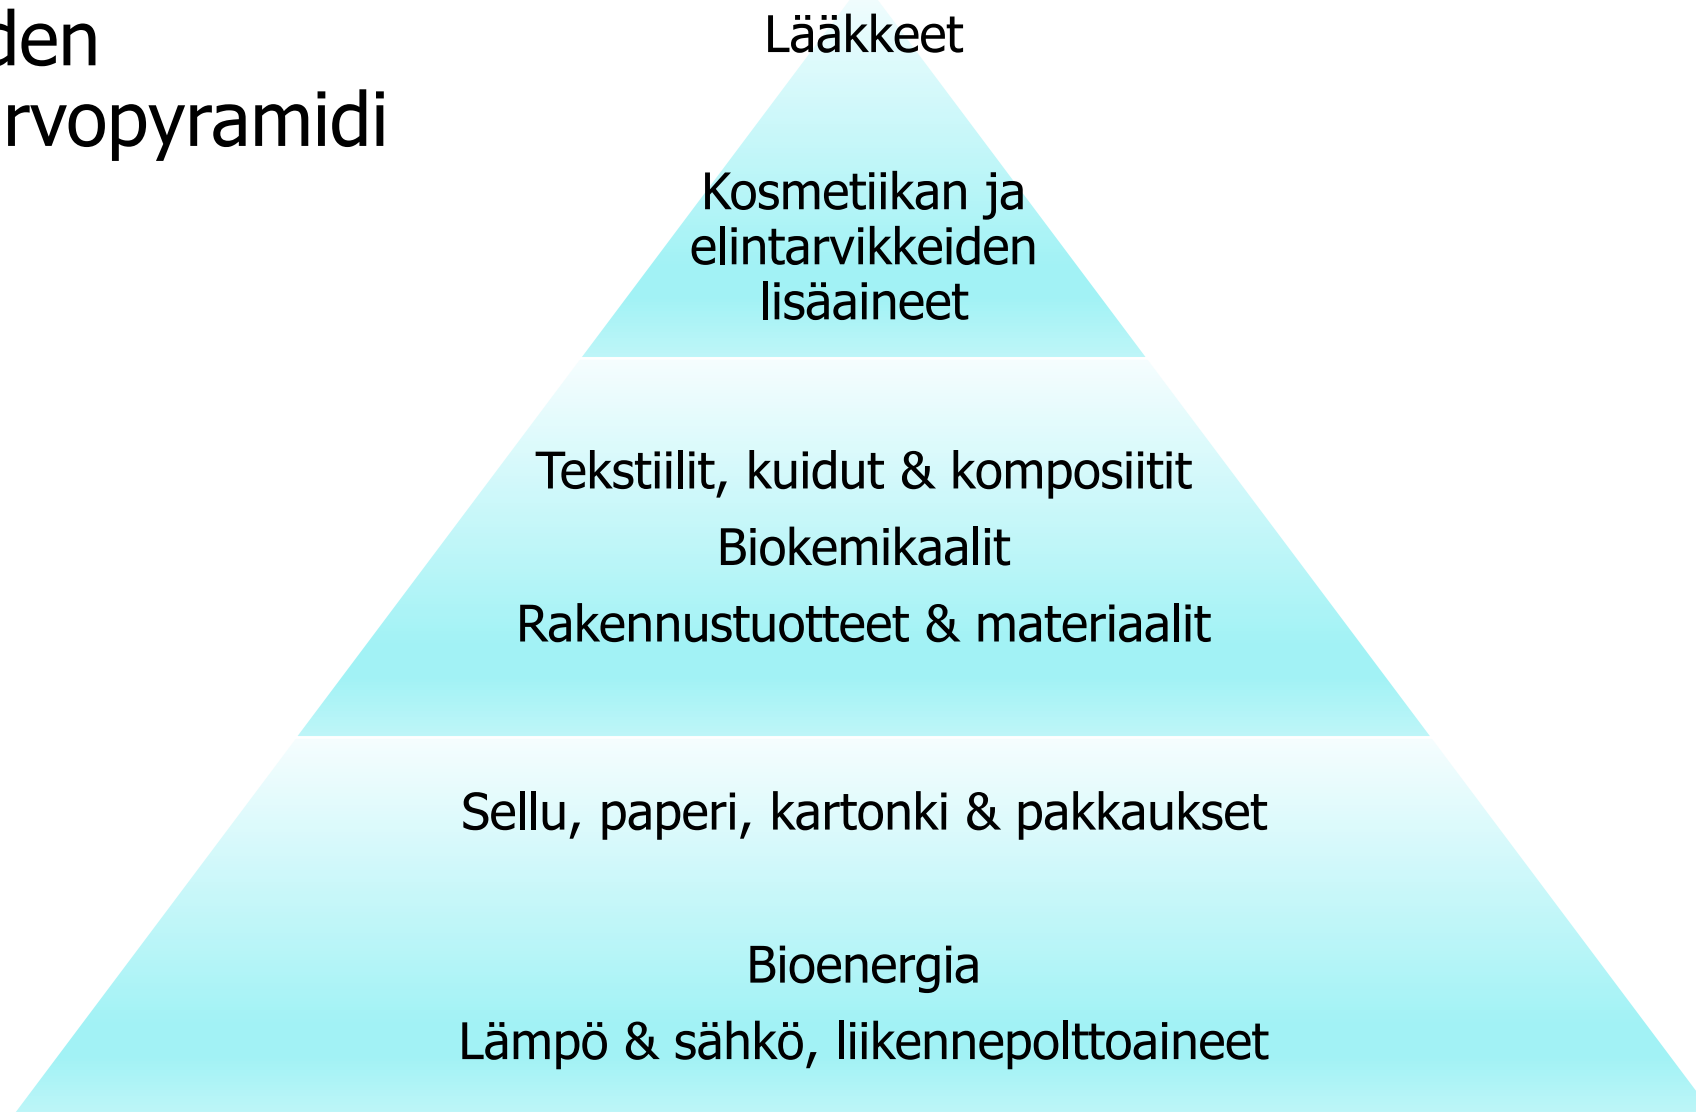 den
rvopyramidi
Lääkkeet
Kosmetiikan ja
elintarvikkeiden
lisäaineet
Tekstiilit, kuidut & komposiitit
Biokemikaalit
Rakennustuotteet & materiaalit
Sellu, paperi, kartonki & pakkaukset
Bioenergia
Lämpö & sähkö, liikennepolttoaineet